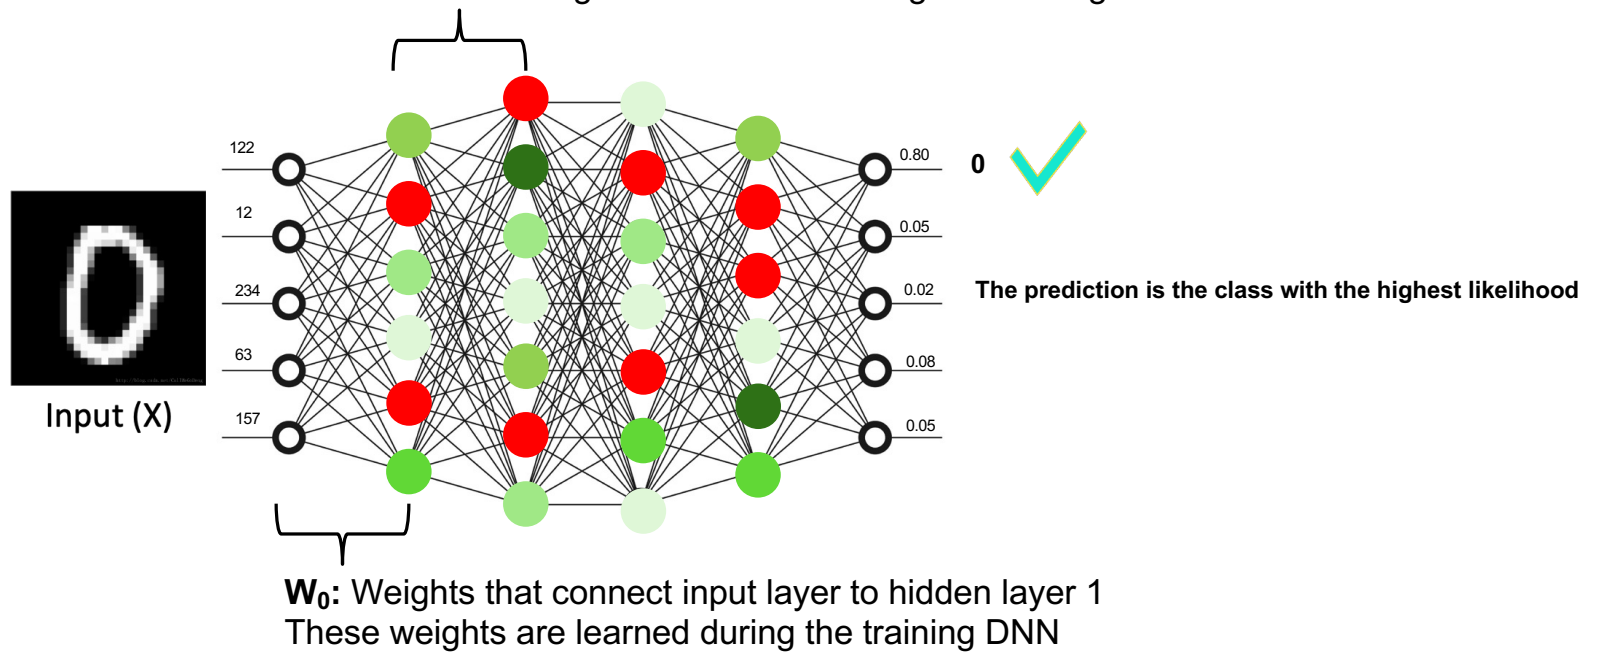 122
12
234
63
157
Input (X)
0.80
0.05
0.02
0.08
0.05
0
The prediction is the class with the highest likelihood
W₀: Weights that connect input layer to hidden layer 1
These weights are learned during the training DNN